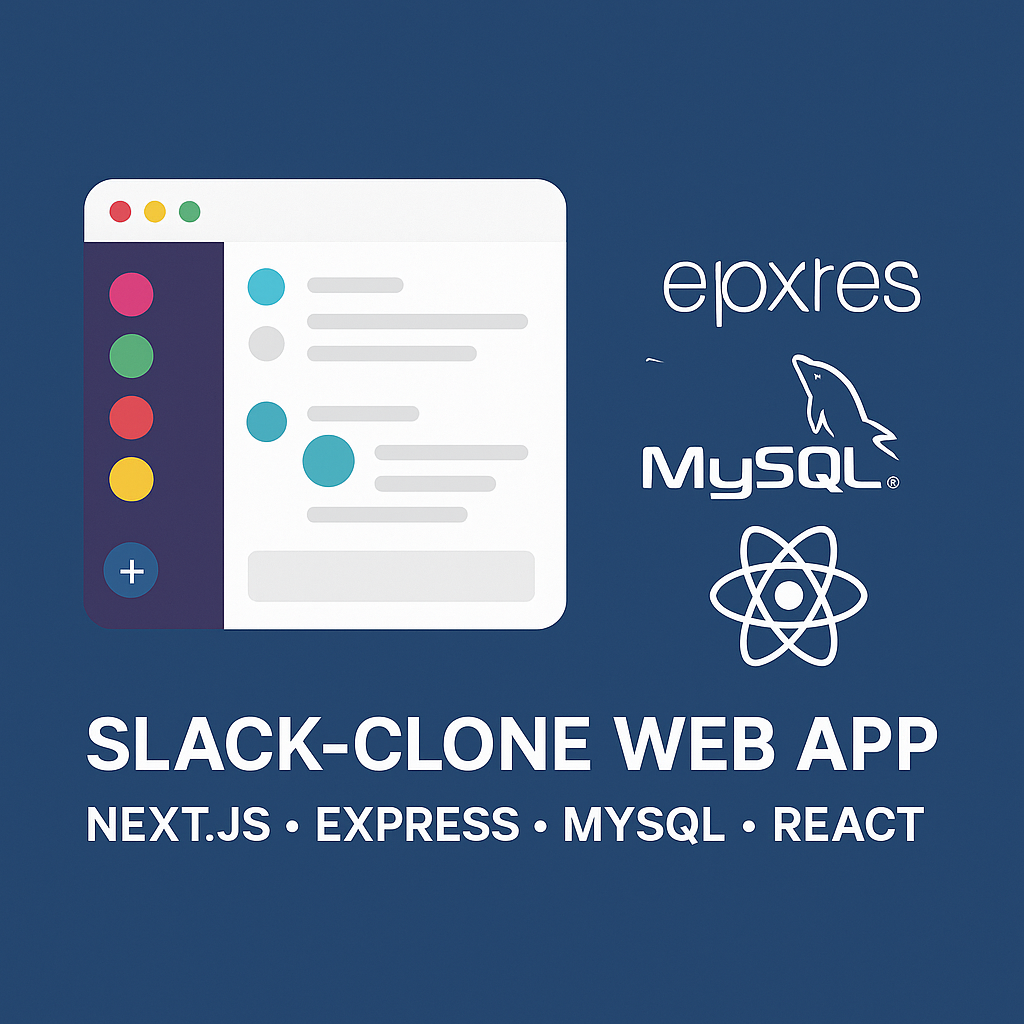 epxres
MySQL®
SLACK-CLONE WEB APP
NEXT.JS • EXPRESS • MYSQL • REACT